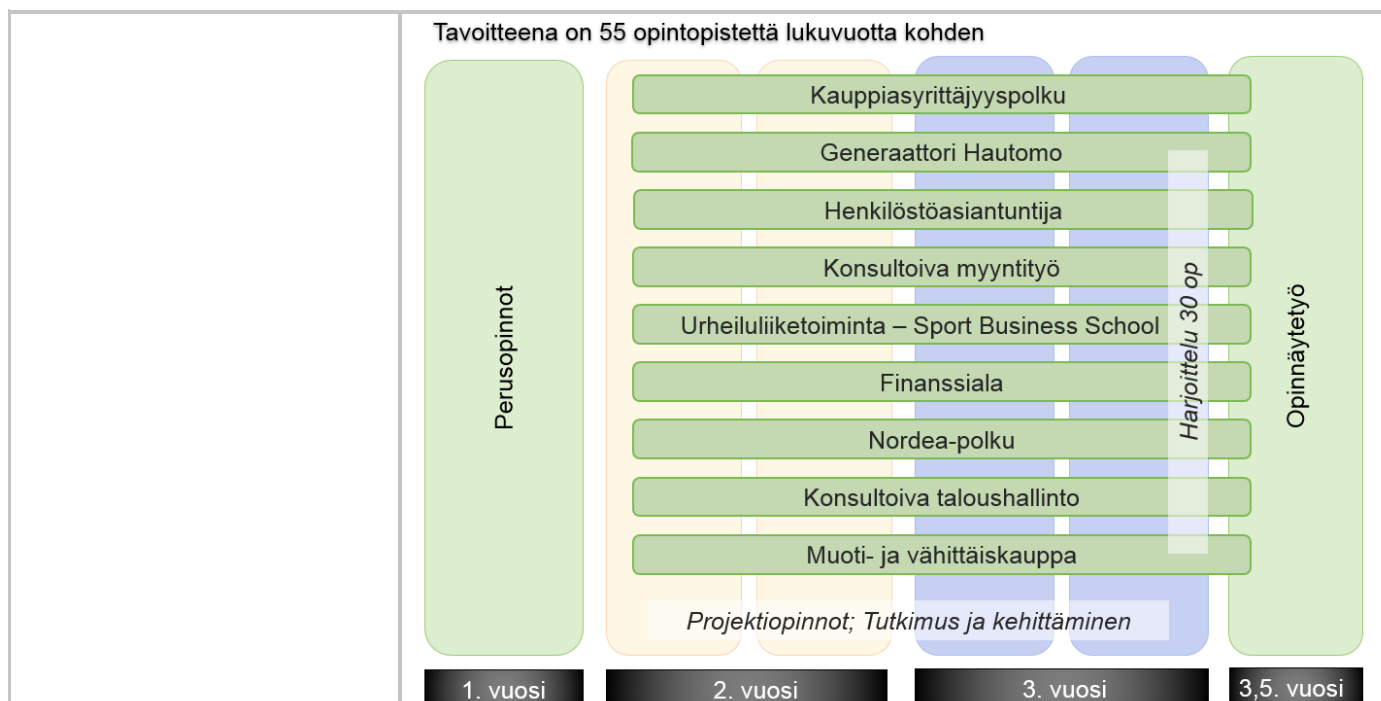 Tavoitteena on 55 opintopistettä lukuvuotta kohden
Perusopinnot
Kauppiasyrittäjyyspolku
Generaattori Hautomo
Henkilöstöasiantuntija
Konsultoiva myyntityö
Urheiluliiketoiminta – Sport Business School
Finanssiala
Nordea-polku
Konsultoiva taloushallinto
Muoti- ja vähittäiskauppa
Harjoittelu 30 op
Opinnäytetyö
Projektiopinnot; Tutkimus ja kehittäminen
1. vuosi
2. vuosi
3. vuosi
3,5. vuosi